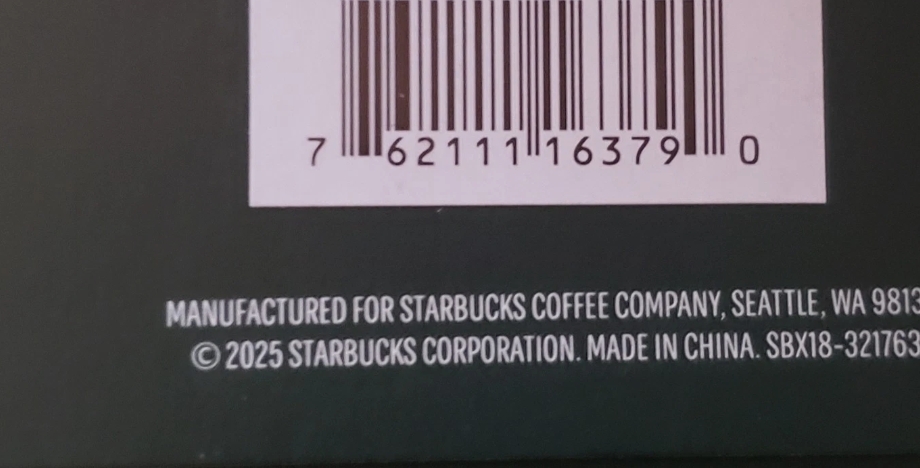 7 62111 16379 0
MANUFACTURED FOR STARBUCKS COFFEE COMPANY, SEATTLE, WA 9813
© 2025 STARBUCKS CORPORATION. MADE IN CHINA. SBX18-321763